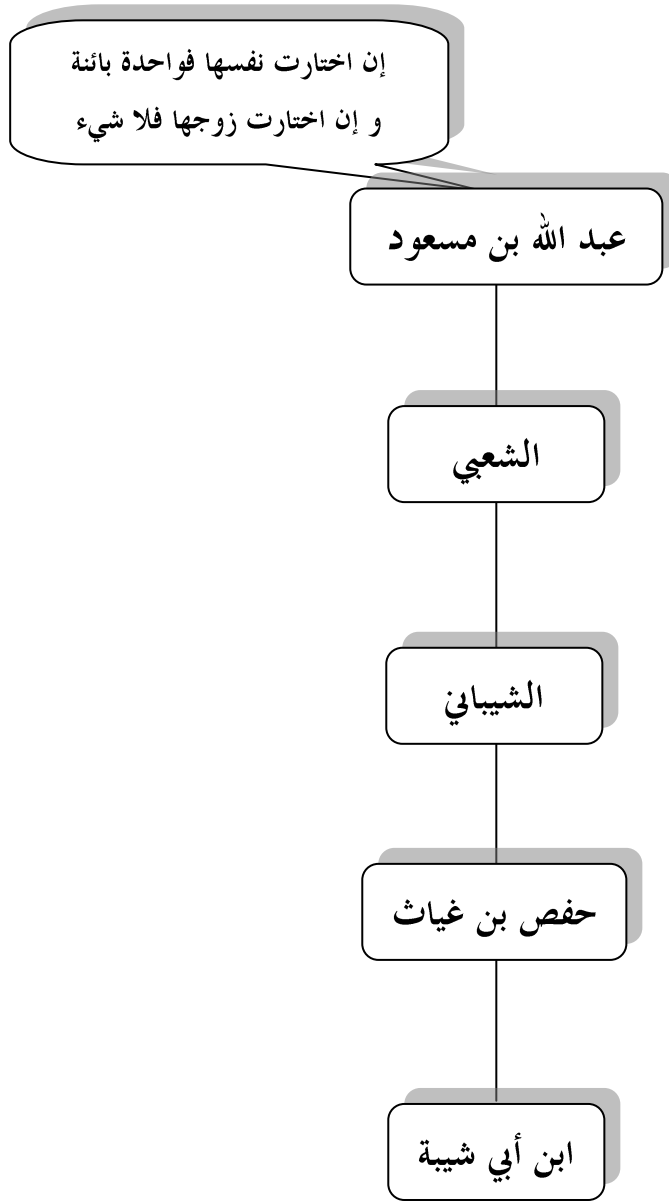 إن اختارت نفسها فواحدة بائنة
و إن اختارت زوجها فلا شيء
عبد الله بن مسعود
الشعبي
الشيباني
حفص بن غياث
ابن أبي شيبة